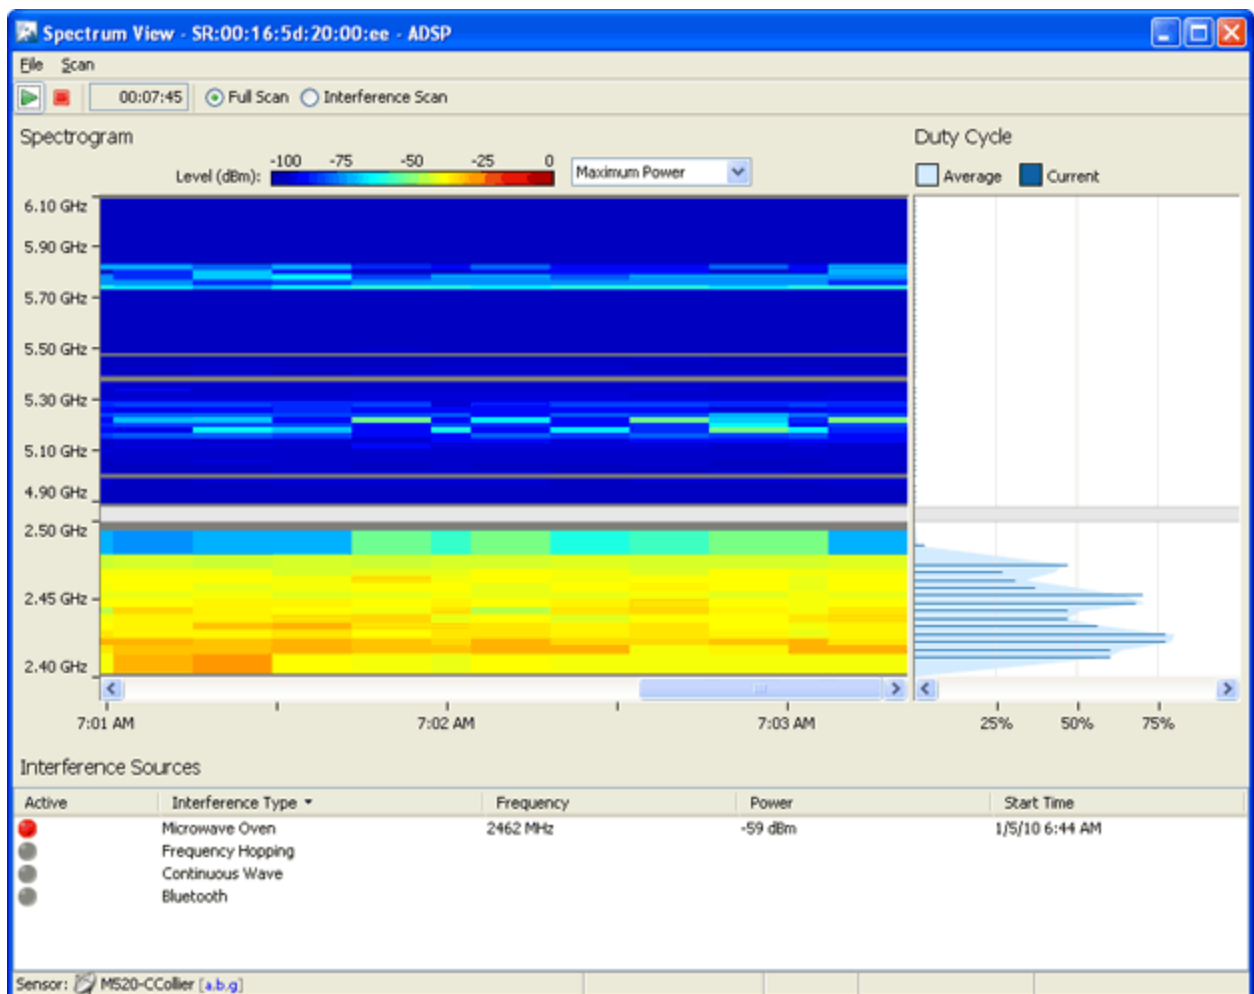 Spectrum View - SR:00:16:5d:20:00:ee - ADSP
File Scan
00:07:45 Full Scan Interference Scan
Spectrogram Duty Cycle
Level (dBm): -100 -75 -50 -25 0 Maximum Power Average Current
6.10 GHz
5.90 GHz
5.70 GHz
5.50 GHz
5.30 GHz
5.10 GHz
4.90 GHz
2.50 GHz
2.45 GHz
2.40 GHz
7:01 AM 7:02 AM 7:03 AM 25% 50% 75%
Interference Sources
Active Interference Type Frequency Power Start Time
Microwave Oven 2462 MHz -59 dBm 1/5/10 6:44 AM
Frequency Hopping
Continuous Wave
Bluetooth
Sensor: M520-CCollier [a,b,g]